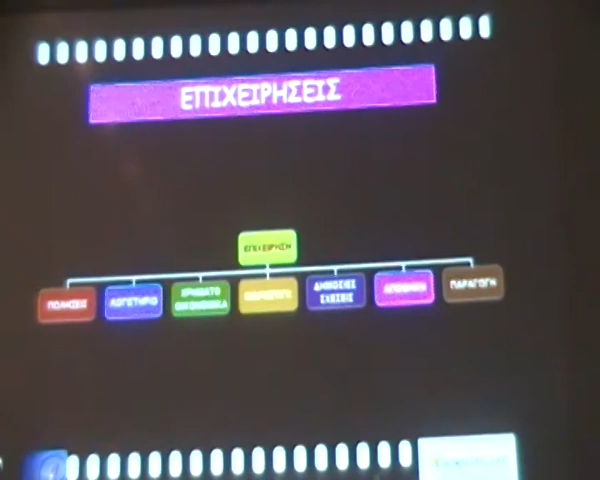 ΕΠΙΧΕΙΡΗΣΕΙΣ
ΕΠΙΧΕΙΡΗΣΗ
ΠΩΛΗΣΕΙΣ
ΛΟΓΙΣΤΗΡΙΟ
ΧΡΗΜΑΤΟ
ΟΙΚΟΝΟΜΙΚΑ
ΔΗΜΟΣΙΕΣ
ΣΧΕΣΕΙΣ
ΑΠΟΘΗΚΗ
ΠΑΡΑΓΩΓΗ